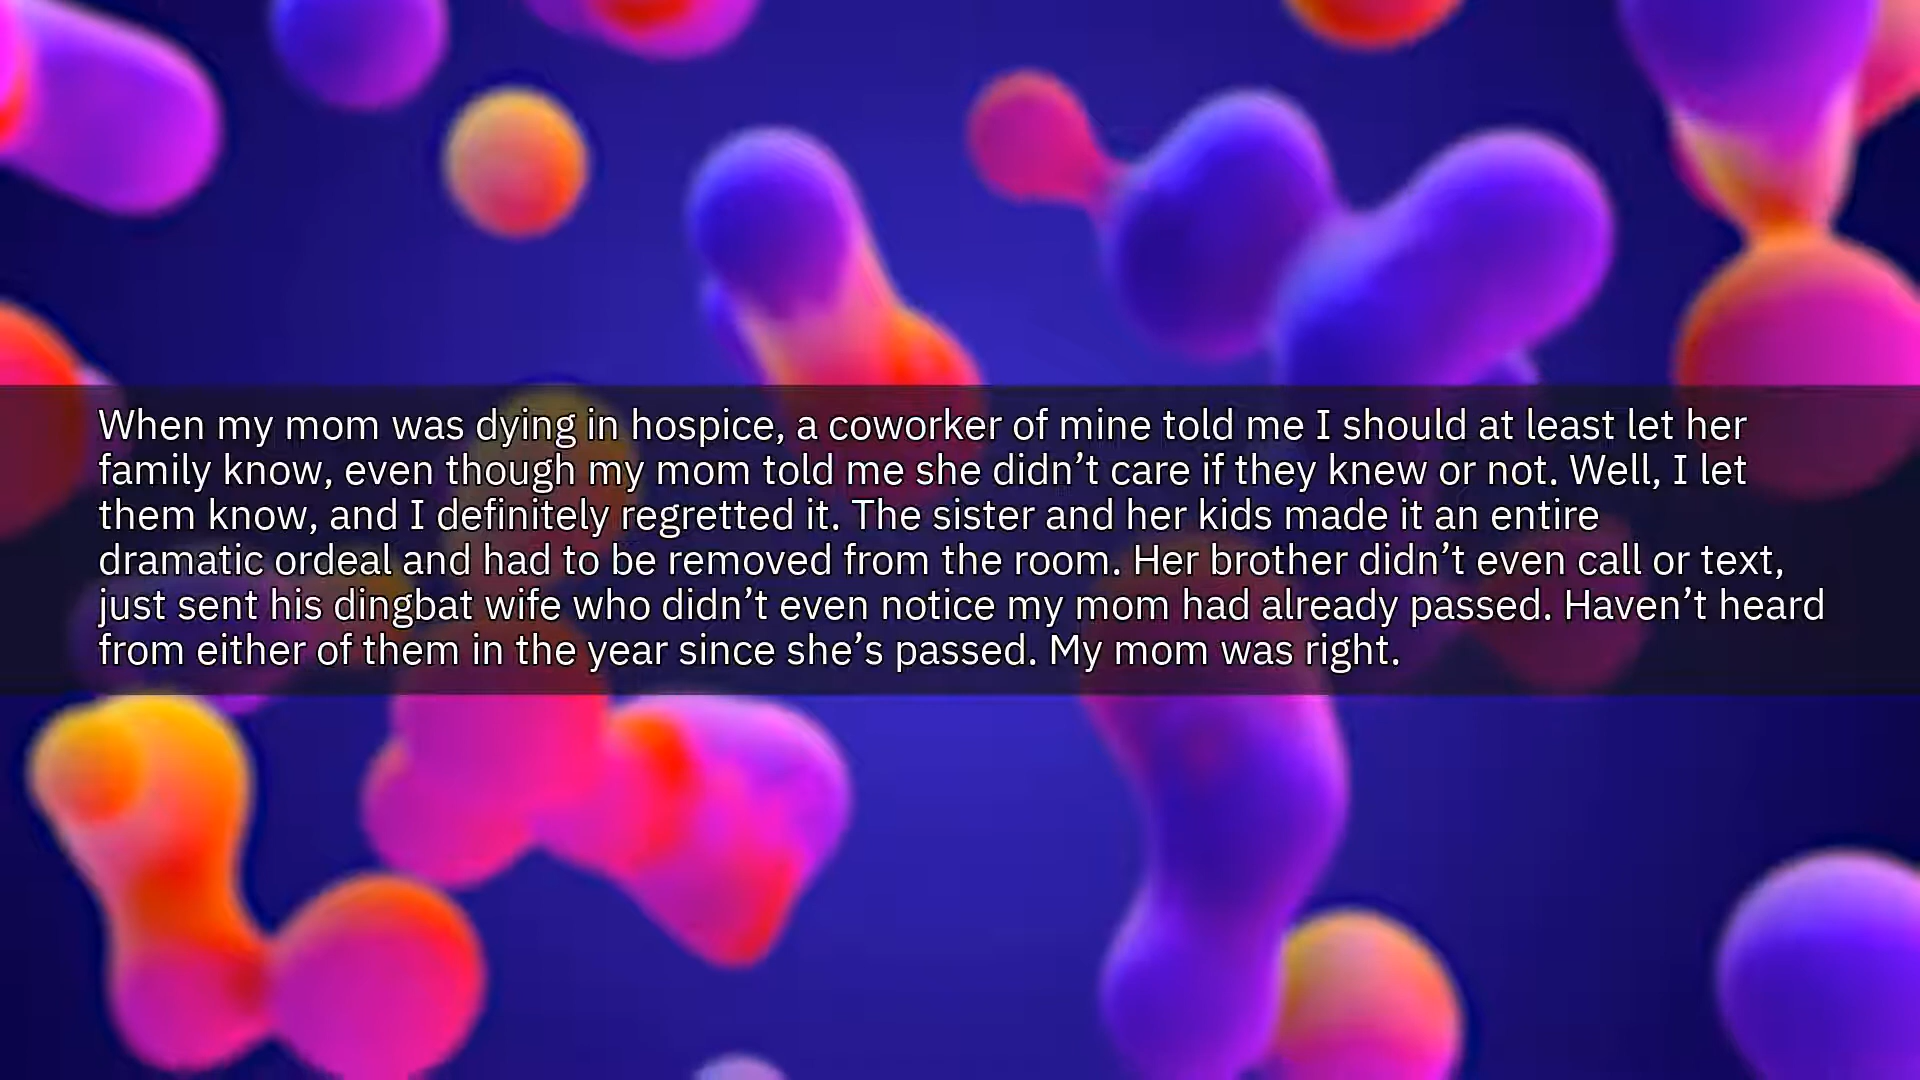 When my mom was dying in hospice, a coworker of mine told me I should at least let her
family know, even though my mom told me she didn’t care if they knew or not. Well, I let
them know, and I definitely regretted it. The sister and her kids made it an entire
dramatic ordeal and had to be removed from the room. Her brother didn’t even call or text,
just sent his dingbat wife who didn’t even notice my mom had already passed. Haven’t heard
from either of them in the year since she’s passed. My mom was right.